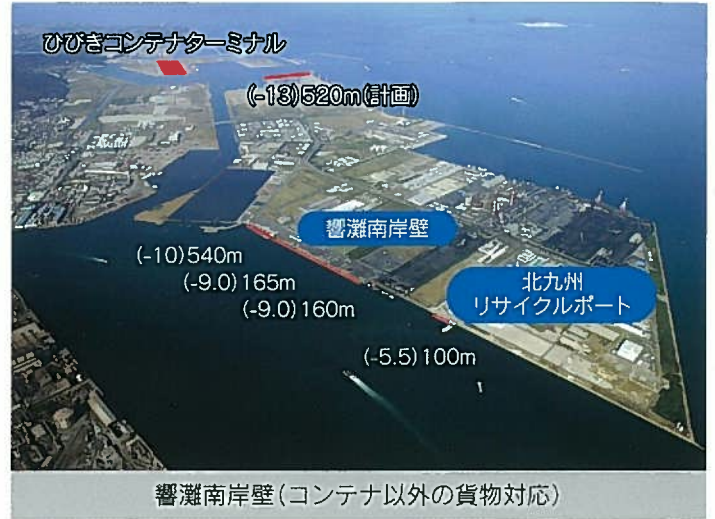 ひびきコンテナターミナル
(-13)520m(計画)
響灘南岸壁
(-10)540m
(-9.0)165m
(-9.0)160m
北九州
リサイクルポート
(-5.5)100m
響灘南岸壁(コンテナ以外の貨物対応)